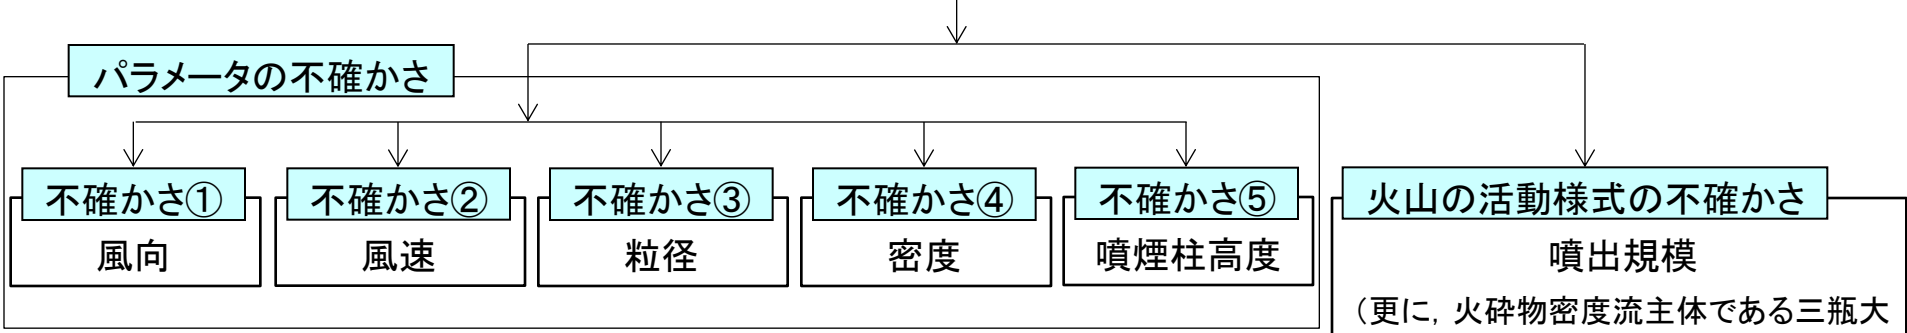 パラメータの不確かさ
不確かさ①
風向
不確かさ②
風速
不確かさ③
粒径
不確かさ④
密度
不確かさ⑤
噴煙柱高度
火山の活動様式の不確かさ
噴出規模
（更に，火砕物密度流主体である三瓶大